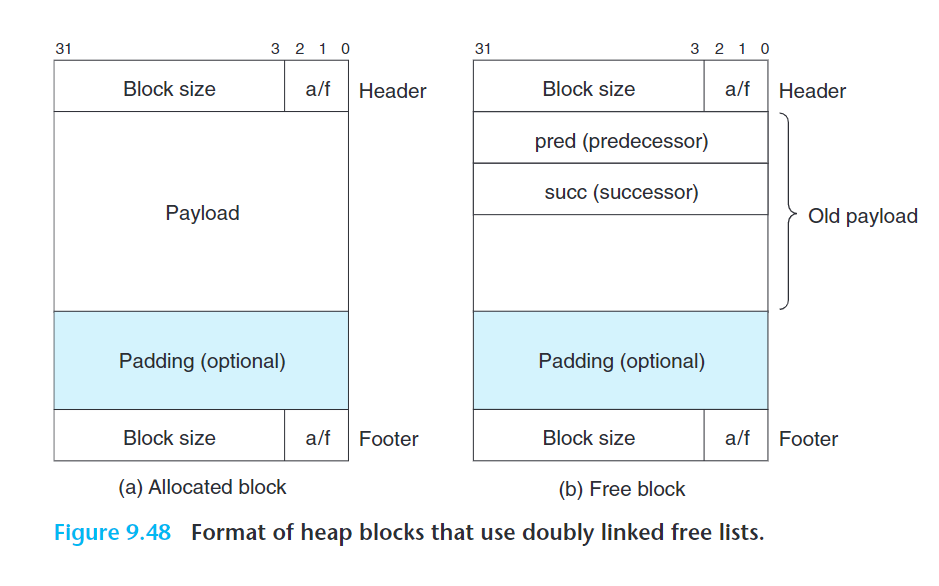 31 3 2 1 0
Block size a/f Header
Payload
Padding (optional)
Block size a/f Footer
(a) Allocated block
31 3 2 1 0
Block size a/f Header
pred (predecessor)
succ (successor)
Old payload
Padding (optional)
Block size a/f Footer
(b) Free block
Figure 9.48 Format of heap blocks that use doubly linked free lists.